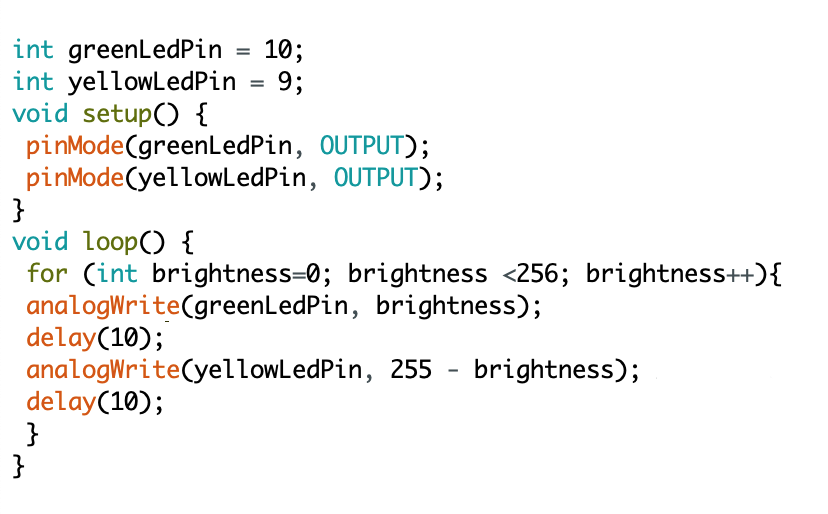 int greenLedPin = 10;
int yellowLedPin = 9;
void setup() {
 pinMode(greenLedPin, OUTPUT);
 pinMode(yellowLedPin, OUTPUT);
}
void loop() {
 for (int brightness=0; brightness <256; brightness++){
 analogWrite(greenLedPin, brightness);
 delay(10);
 analogWrite(yellowLedPin, 255 - brightness);
 delay(10);
 }
}